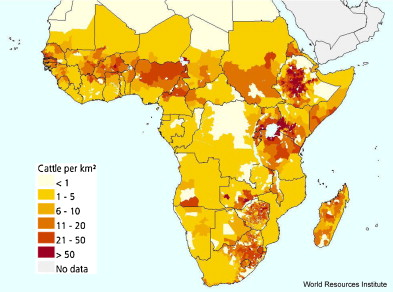 Cattle per km²
< 1
1 - 5
6 - 10
11 - 20
21 - 50
> 50
No data
World Resources Institute